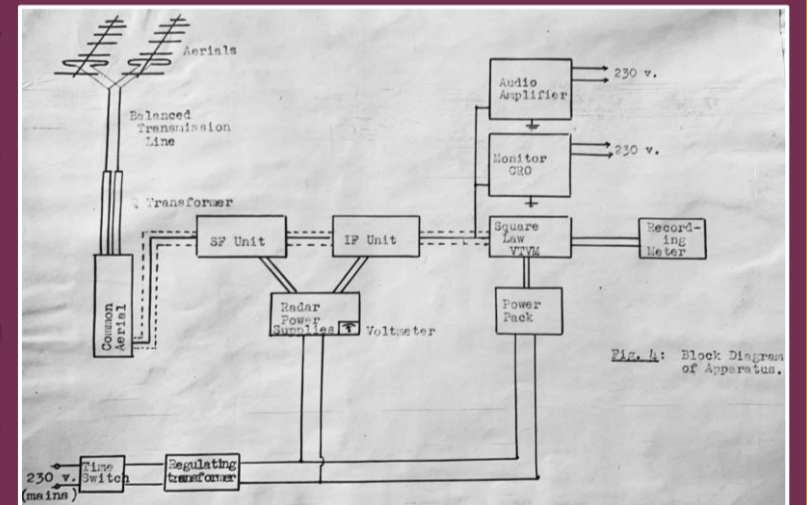 Aerials
Balanced
Transmission
Line
Q Transformer
Common
Aerial
SF Unit
IF Unit
Radar
Power
Supplies
Voltmeter
Audio
Amplifier
230 v.
Monitor
CRO
230 v.
Square
Law
VTVM
Record-
ing
Meter
Power
Pack
Fig. 4: Block Diagram
of Apparatus.
230 v.
(mains)
Time
Switch
Regulating
transformer